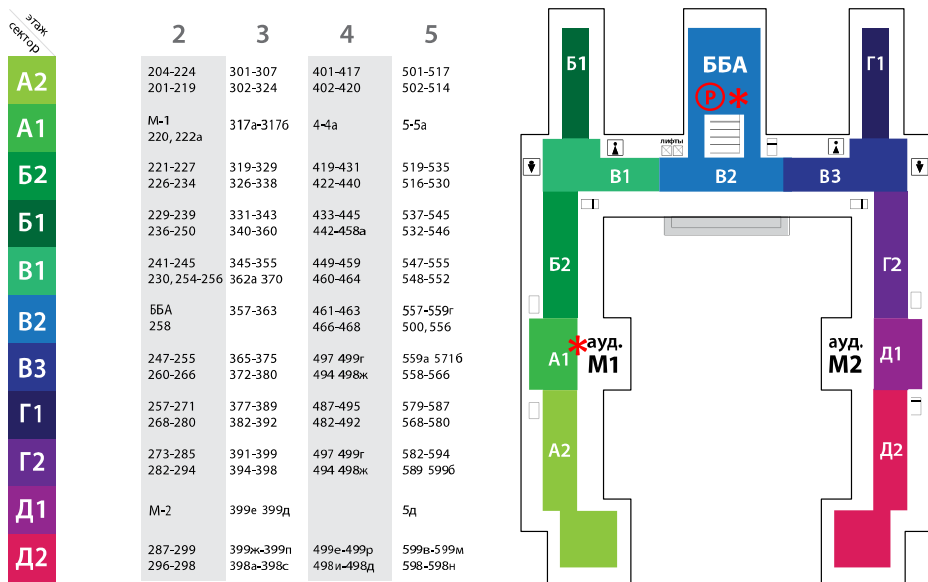 этаж
сектор
2 3 4 5
А2
204-224 301-307 401-417 501-517
201-219 302-324 402-420 502-514
А1
М-1 317а-317б 4-4а 5-5а
220, 222а
Б2
221-227 319-329 419-431 519-535
226-234 326-338 422-440 516-530
Б1
229-239 331-343 433-445 537-545
236-250 340-360 442-458а 532-546
В1
241-245 345-355 449-459 547-555
230, 254-256 362а 370 460-464 548-552
В2
ББА 357-363 461-463 557-559г
258 466-468 500, 556
В3
247-255 365-375 497 499г 559а 571б
260-266 372-380 494 498ж 558-566
Г1
257-271 377-389 487-495 579-587
268-280 382-392 482-492 568-580
Г2
273-285 391-399 497 499г 582-594
282-294 394-398 494 498ж 589 599б
Д1
М-2 399е 399д 5д
Д2
287-299 399ж-399п 499е-499р 599в-599м
296-298 398а-398с 498и-498д 598-598н
Б1
ББА
Г1
P *
лифты
В1
В2
В3
Б2
Г2
А1
* ауд.
М1
ауд.
М2
Д1
А2
Д2